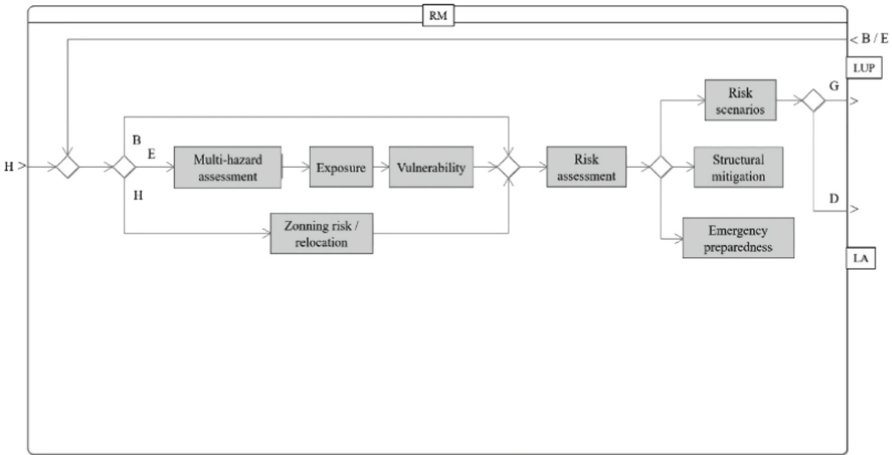 RM
< B / E
LUP
G
>
Risk
scenarios
B
E
H >
Multi-hazard
assessment
Exposure
Vulnerability
Risk
assessment
Structural
mitigation
H
D
>
Zonning risk /
relocation
Emergency
preparedness
LA